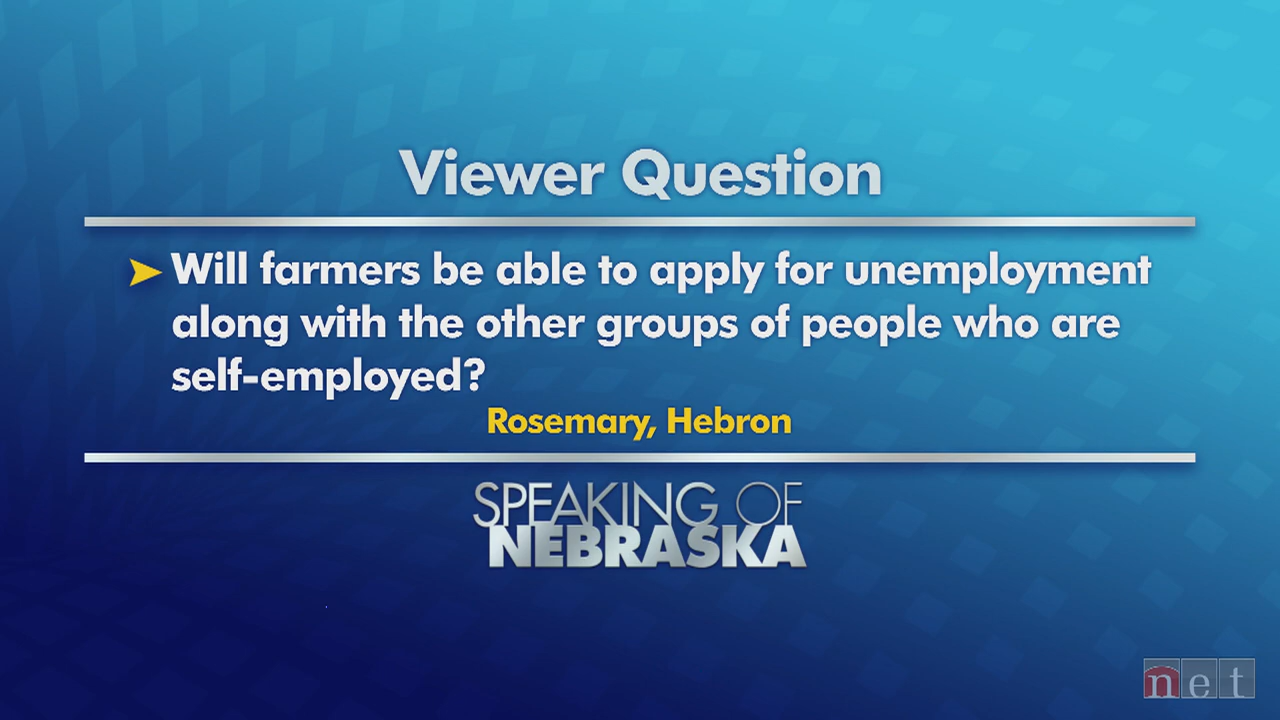 Viewer Question
➤ Will farmers be able to apply for unemployment
along with the other groups of people who are
self-employed?
Rosemary, Hebron
SPEAKING OF
NEBRASKA
net